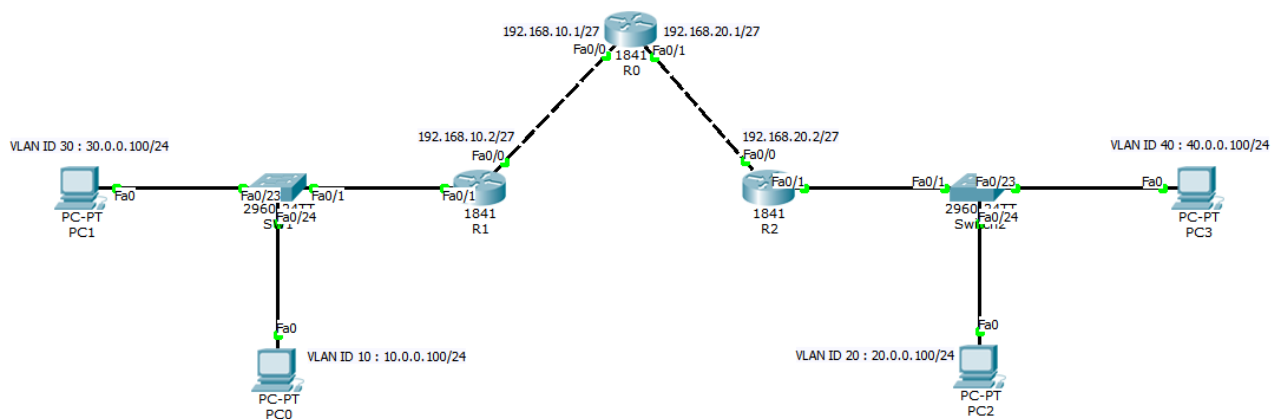 192.168.10.1/27
192.168.20.1/27
Fa0/0
Fa0/1
1841
R0
192.168.10.2/27
192.168.20.2/27
Fa0/0
Fa0/0
VLAN ID 30 : 30.0.0.100/24
VLAN ID 40 : 40.0.0.100/24
Fa0
Fa0/23
Fa0/1
Fa0/1
Fa0/1
Fa0/1
Fa0/23
Fa0
PC-PT
PC1
Fa0/24
SW1
1841
R1
1841
R2
Fa0/24
Switch2
PC-PT
PC3
Fa0
VLAN ID 10 : 10.0.0.100/24
PC-PT
PC0
Fa0
VLAN ID 20 : 20.0.0.100/24
PC-PT
PC2